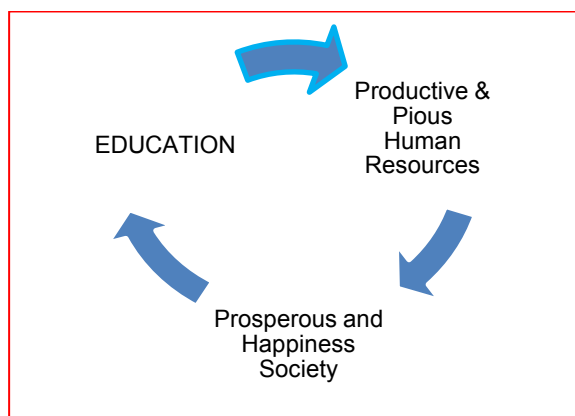 EDUCATION
Productive &
Pious
Human
Resources
Prosperous and
Happiness
Society